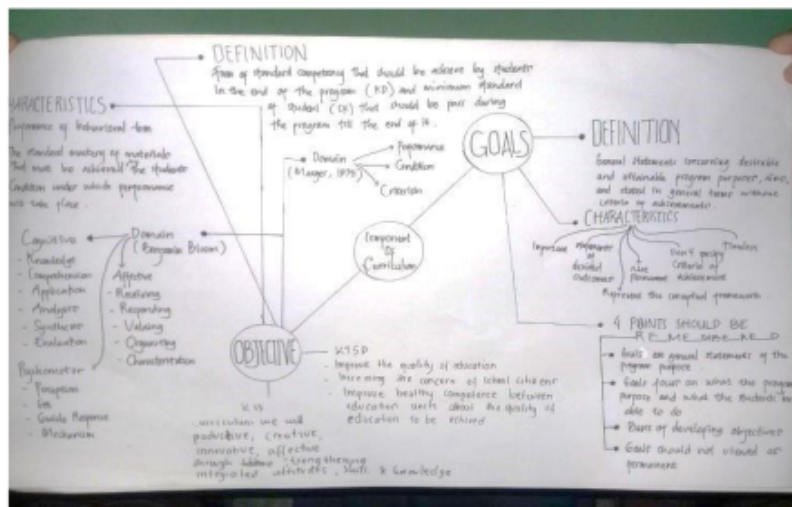 DEFINITION
Form of standard competency that should be achieve by students
In the end of the program (KD) and minimum standard
of student (SK) that should be pass during
the program till the end of it.
CHARACTERISTICS
of behavioral term
The standard mastery of materials
that must be achieved the students
Condition under which performance
take place.
Domain
(Mager, 1975)
Performance
Condition
Criterion
GOALS
DEFINITION
General statements concerning desirable
and attainable program purposes, aims,
and stated in general terms without
criteria of achievements.
CHARACTERISTICS
Important
statements
of
desired
outcomes
permanent
Don't specify
Criteria of
Achievement
Timeless
Represent the conceptual framework
Component
Of
Curriculum
Domain
(Benjamin Bloom)
Cognitive
- Knowledge
- Comprehension
- Application
- Analysis
- Synthesis
- Evaluation
Affective
- Receiving
- Responding
- Valuing
- Organizing
- Characterization
Psychomotor
- Perception
- Set
- Guide Response
- Mechanism
OBJECTIVE
KTSP
- Improve the quality of education
- Increasing the concern of school citizens
- Improve healthy competence between
education units about the quality of
education to be achieved
K13
productive, creative,
innovative, affective
through strengthening
integrated attitudes, skills & knowledge
4 POINTS SHOULD BE
REMEMBERED
Goals are general statements of the
program purpose.
Goals focus on what the program
purpose and what the students be
able to do
of developing objectives
Goals should not viewed as
permanent